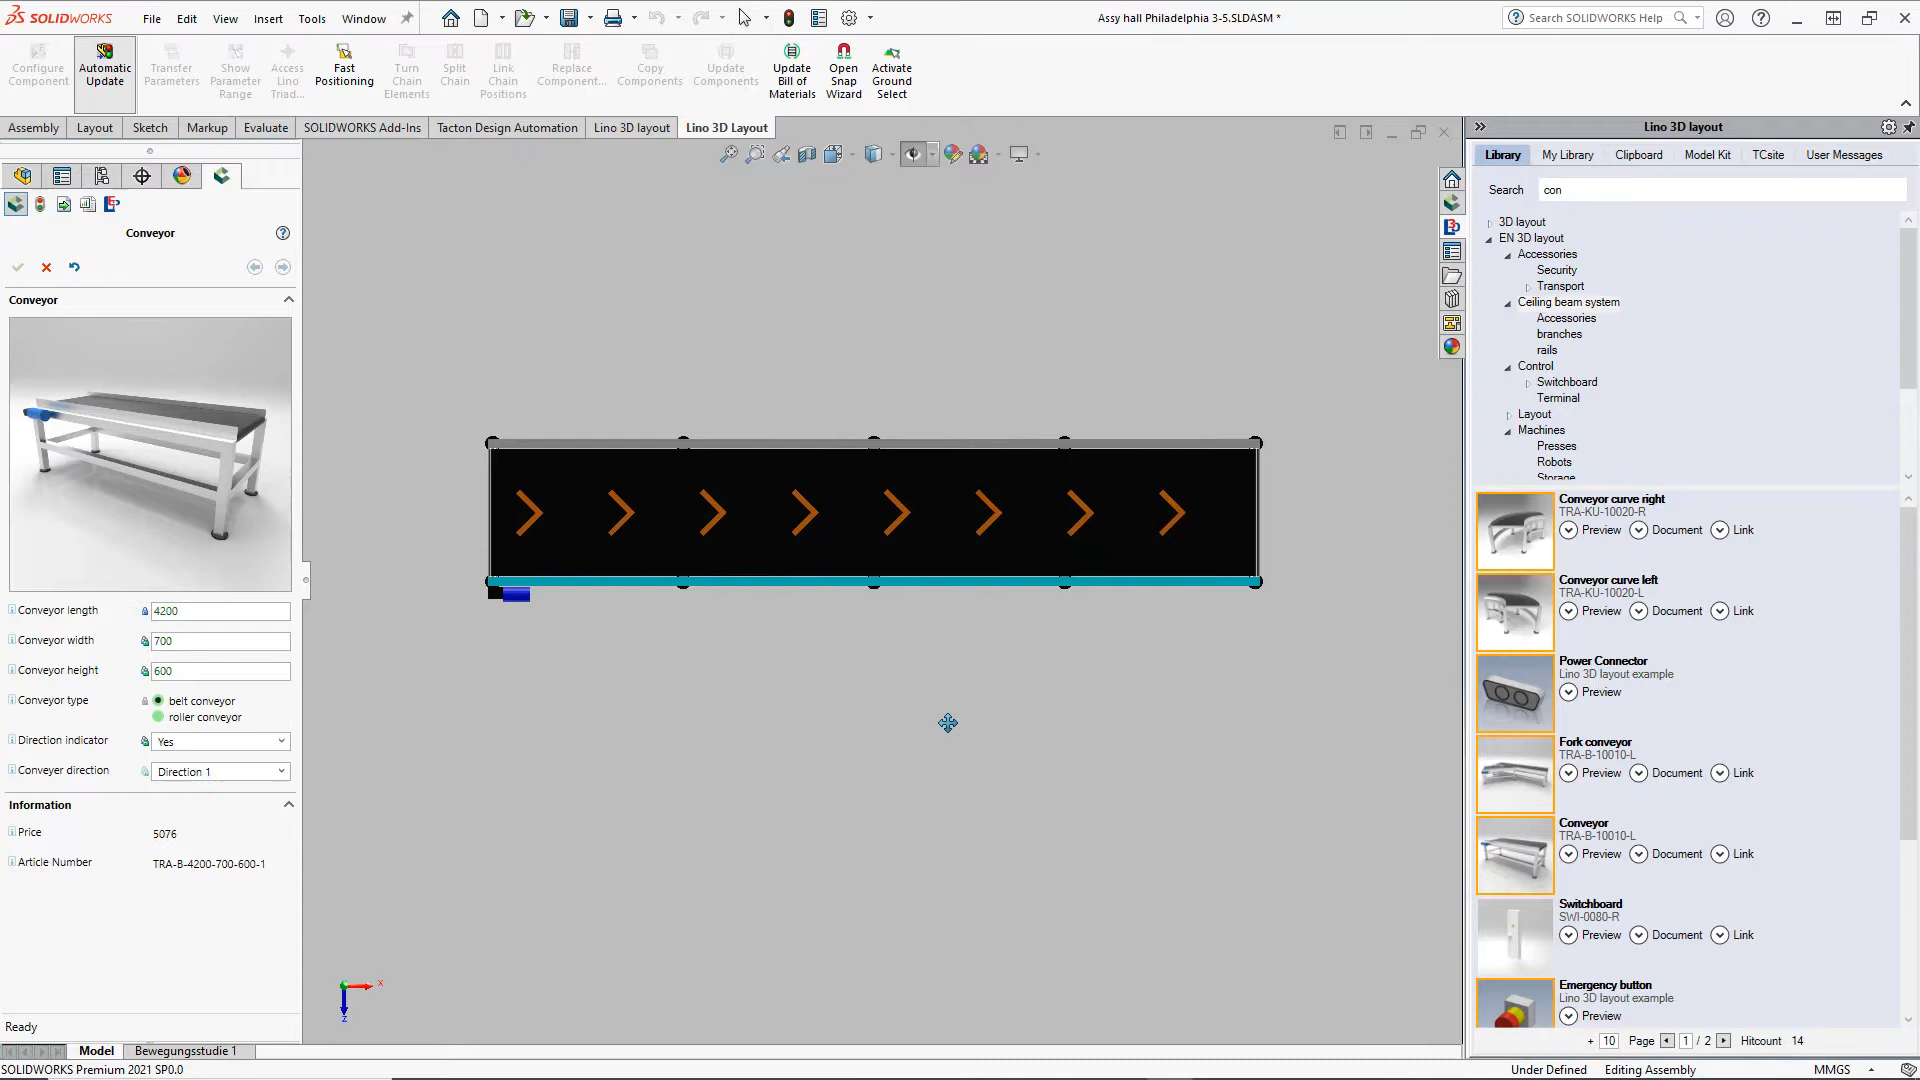 SOLIDWORKS File Edit View Insert Tools Window
Assy hall Philadelphia 3-5.SLDASM *
Search SOLIDWORKS Help
Configure Component
Automatic Update
Transfer Parameters
Show Parameter Range
Access Lino Triad...
Fast Positioning
Turn Chain Elements
Split Chain
Link Chain Positions
Replace Component...
Copy Components
Update Components
Update Bill of Materials
Open Snap Wizard
Activate Ground Select
Assembly Layout Sketch Markup Evaluate SOLIDWORKS Add-Ins Tacton Design Automation Lino 3D layout Lino 3D Layout
Conveyor
Conveyor
Conveyor length 4200
Conveyor width 700
Conveyor height 600
Conveyor type belt conveyor
roller conveyor
Direction indicator Yes
Conveyer direction Direction 1
Information
Price 5076
Article Number TRA-B-4200-700-600-1
Ready
x
z
Lino 3D layout
Library My Library Clipboard Model Kit TCsite User Messages
Search con
3D layout
EN 3D layout
Accessories
Security
Transport
Ceiling beam system
Accessories
branches
rails
Control
Switchboard
Terminal
Layout
Machines
Presses
Robots
Storage
Conveyor curve right
TRA-KU-10020-R
Preview Document Link
Conveyor curve left
TRA-KU-10020-L
Preview Document Link
Power Connector
Lino 3D layout example
Preview
Fork conveyor
TRA-B-10010-L
Preview Document Link
Conveyor
TRA-B-10010-L
Preview Document Link
Switchboard
SWI-0080-R
Preview Document Link
Emergency button
Lino 3D layout example
Preview
+ 10 Page 1 / 2 Hitcount 14
Model Bewegungsstudie 1
SOLIDWORKS Premium 2021 SP0.0
Under Defined Editing Assembly MMGS